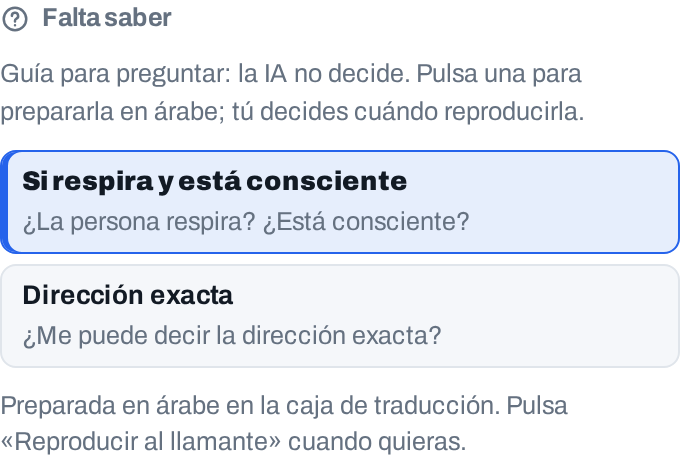 Falta saber
Guía para preguntar: la IA no decide. Pulsa una para
prepararla en árabe; tú decides cuándo reproducirla.
Si respira y está consciente
¿La persona respira? ¿Está consciente?
Dirección exacta
¿Me puede decir la dirección exacta?
Preparada en árabe en la caja de traducción. Pulsa
«Reproducir al llamante» cuando quieras.